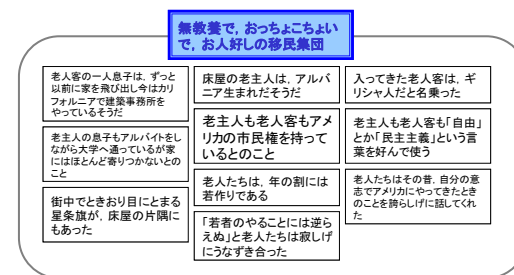 無教養で，おっちょこちょい
で，お人好しの移民集団
老人客の一人息子は，ずっと
以前に家を飛び出し今はカリ
フォルニアで建築事務所を
やっているそうだ
老主人の息子もアルバイトをし
ながら大学へ通っているが家
にはほとんど寄りつかないとの
こと
街中でときおり目にとまる
星条旗が，床屋の片隅に
もあった
床屋の老主人は，アルバ
ニア生まれだそうだ
老主人も老人客もアメ
リカの市民権を持って
いるとのこと
老人たちは，年の割には
若作りである
「若者のやることには逆ら
えぬ」と老人たちは寂しげ
にうなずき合った
入ってきた老人客は，ギ
リシャ人だと名乗った
老主人も老人客も「自由」
とか「民主主義」という言
葉を好んで使う
老人たちはその昔，自分の意
志でアメリカにやってきたとき
のことを誇らしげに話してくれ
た